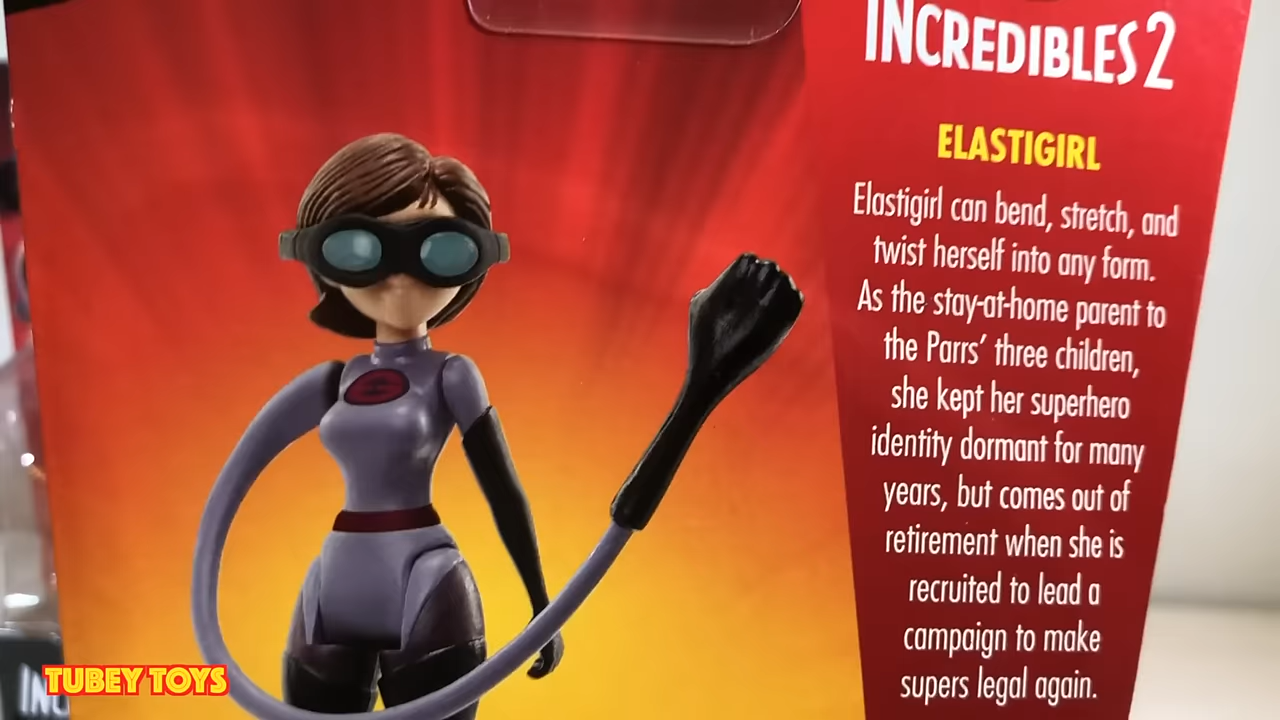 INCREDIBLES 2
ELASTIGIRL
Elastigirl can bend, stretch, and
twist herself into any form.
As the stay-at-home parent to
the Parrs’ three children,
she kept her superhero
identity dormant for many
years, but comes out of
retirement when she is
recruited to lead a
campaign to make
supers legal again.
TUBEY TOYS